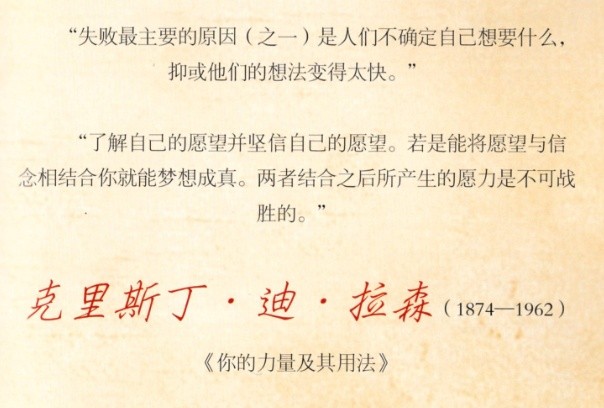 “失败最主要的原因（之一）是人们不确定自己想要什么，
抑或他们的想法变得太快。”
“了解自己的愿望并坚信自己的愿望。若是能将愿望与信
念相结合你就能梦想成真。两者结合之后所产生的愿力是不可战
胜的。”
克里斯丁·迪·拉森（1874—1962）
《你的力量及其用法》